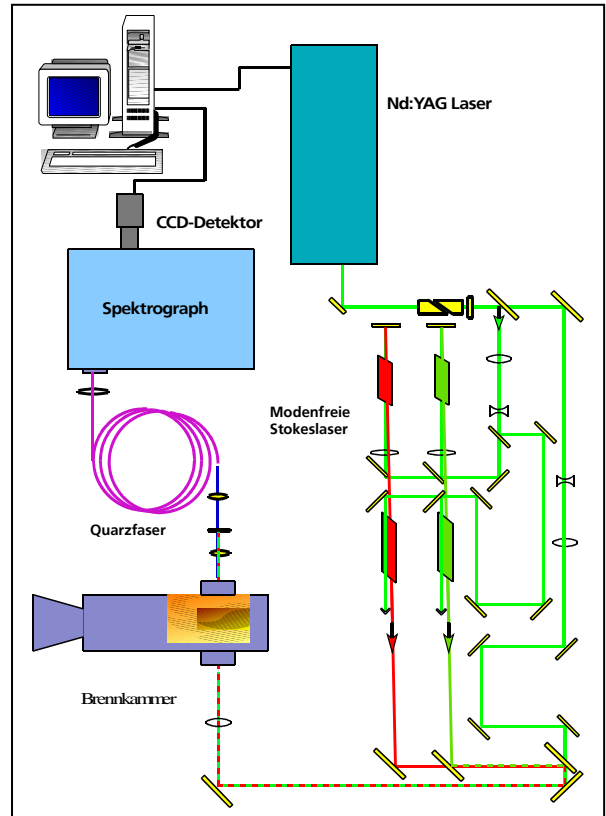 Nd:YAG Laser
CCD-Detektor
Spektrograph
Modenfreie
Stokeslaser
Quarzfaser
Brennkammer